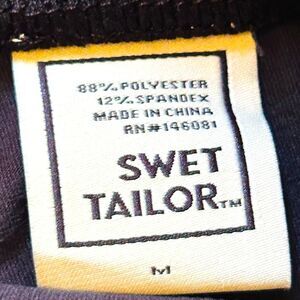 88% POLYESTER
12% SPANDEX
MADE IN CHINA
RN#146081
SWET
TAILOR™
M